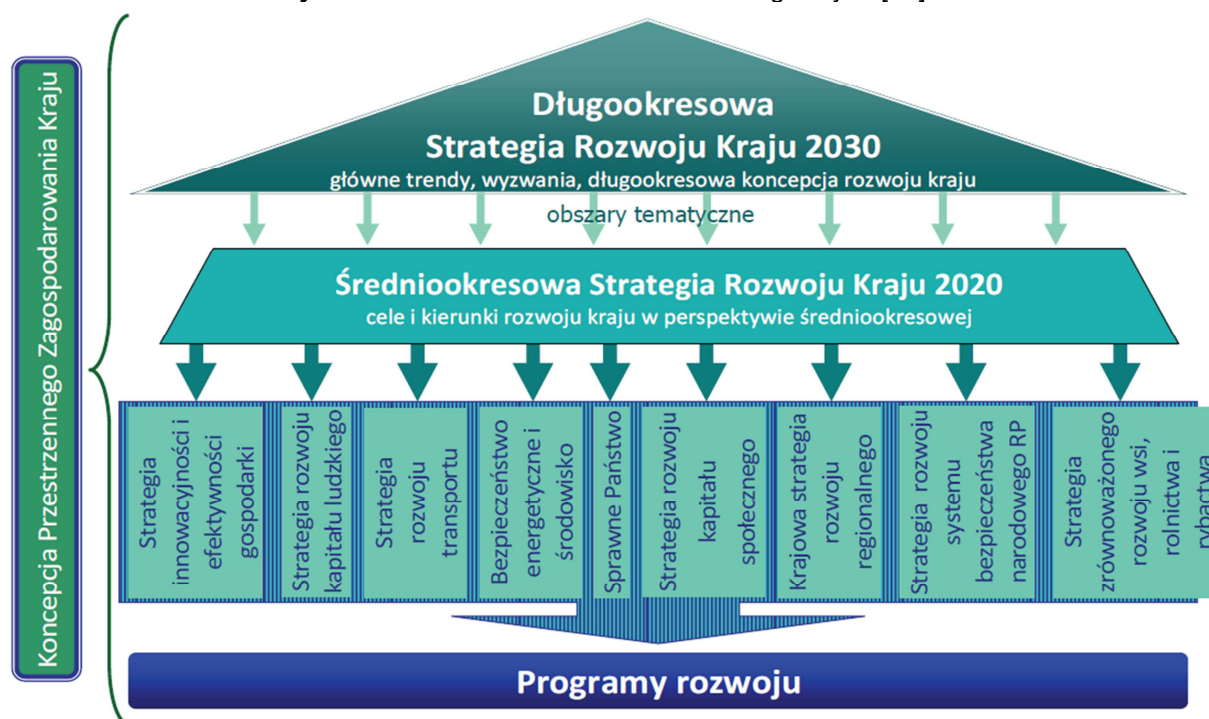 Koncepcja Przestrzennego Zagospodarowania Kraju
Długookresowa
Strategia Rozwoju Kraju 2030
główne trendy, wyzwania, długookresowa koncepcja rozwoju kraju
obszary tematyczne
Średniookresowa Strategia Rozwoju Kraju 2020
cele i kierunki rozwoju kraju w perspektywie średniookresowej
Strategia
innowacyjności i
efektywności
gospodarki
Strategia rozwoju
kapitału ludzkiego
Strategia
rozwoju
transportu
Bezpieczeństwo
energetyczne i
środowisko
Sprawne Państwo
Strategia rozwoju
kapitału
społecznego
Krajowa strategia
rozwoju
regionalnego
Strategia rozwoju
systemu
bezpieczeństwa
narodowego RP
Strategia
zrównoważonego
rozwoju wsi,
rolnictwa i
rybactwa
Programy rozwoju